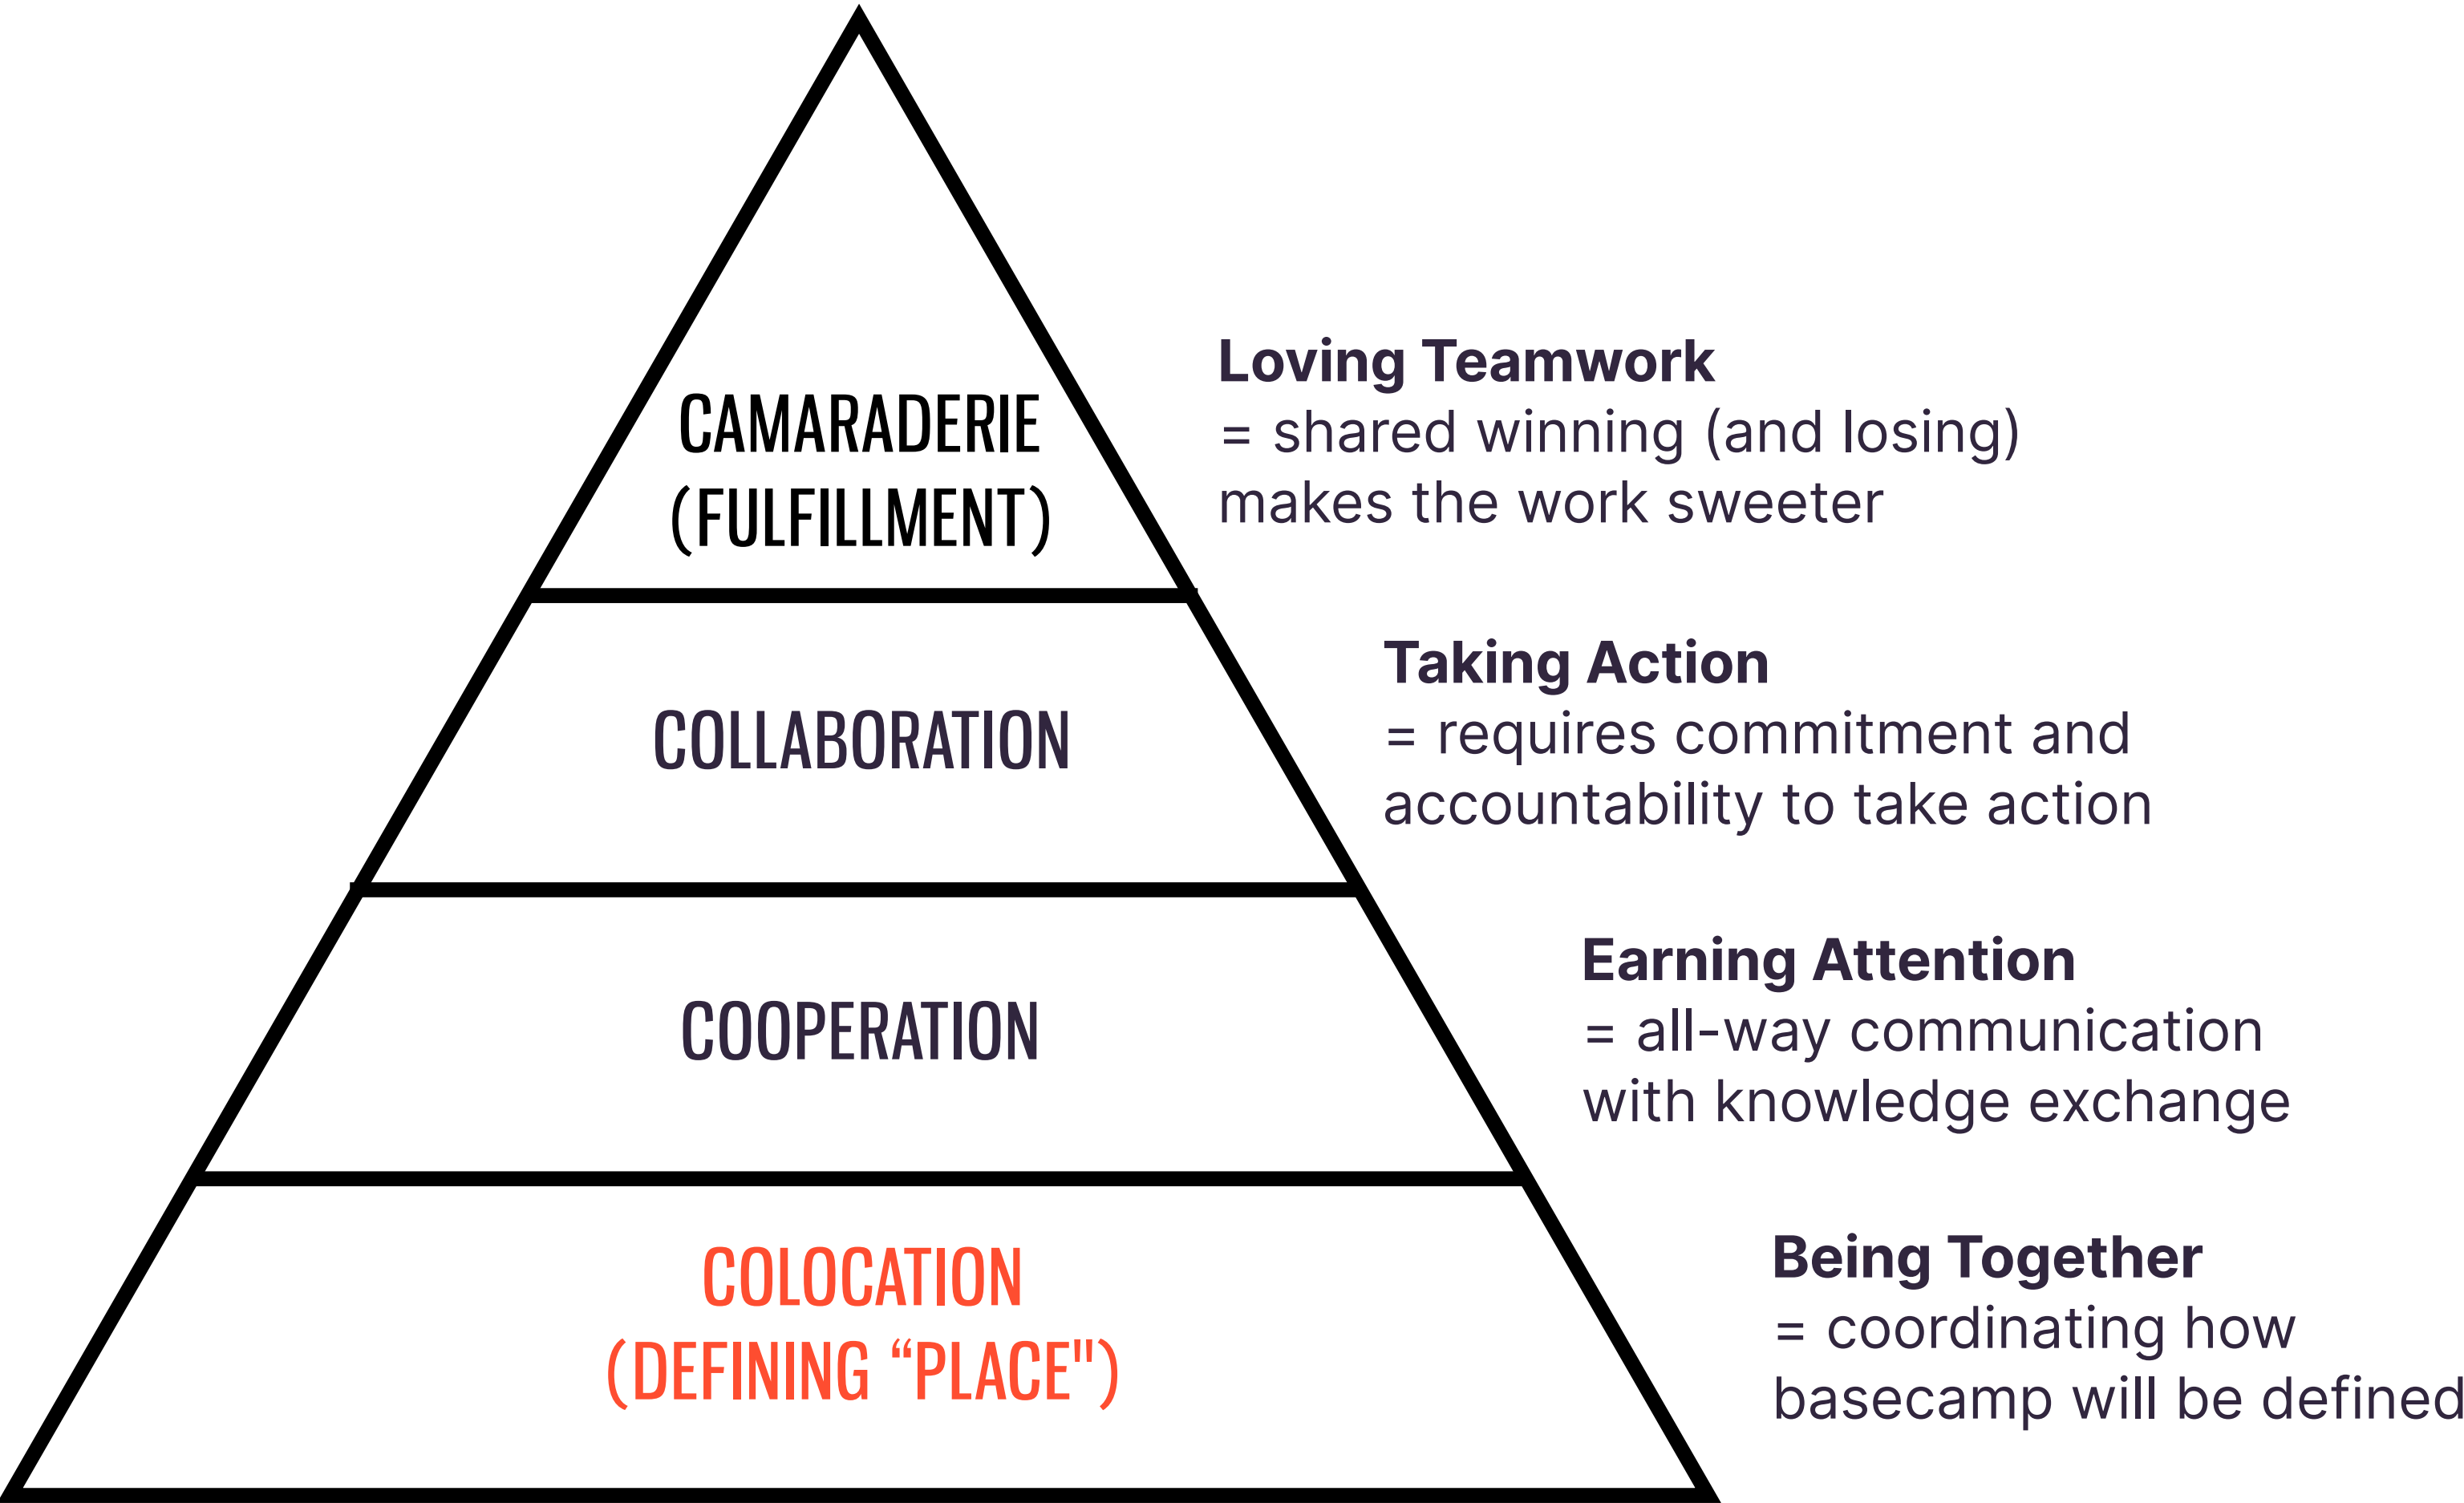 CAMARADERIE
(FULFILLMENT)
Loving Teamwork
= shared winning (and losing)
makes the work sweeter
COLLABORATION
Taking Action
= requires commitment and
accountability to take action
COOPERATION
Earning Attention
= all-way communication
with knowledge exchange
COLOCATION
(DEFINING “PLACE")
Being Together
= coordinating how
basecamp will be defined